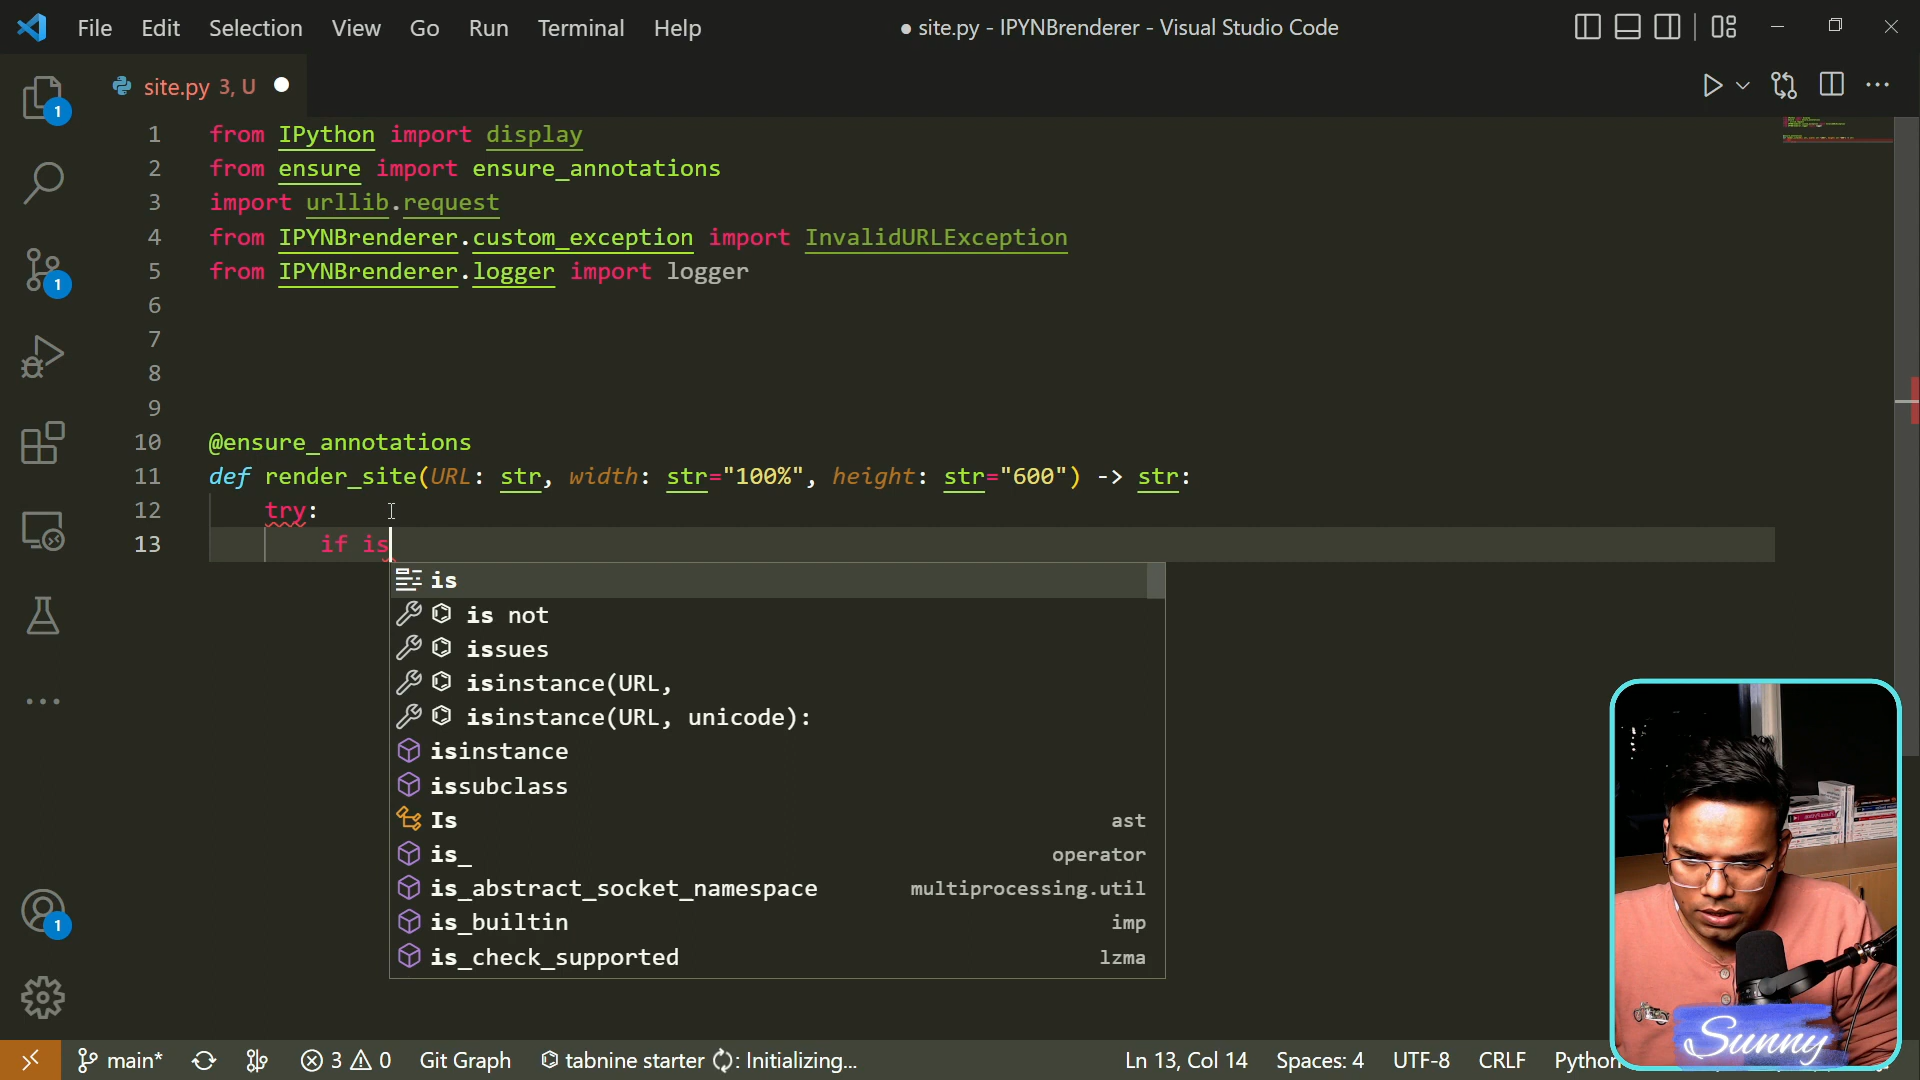 File Edit Selection View Go Run Terminal Help
● site.py - IPYNBrenderer - Visual Studio Code
site.py 3, U
1 from IPython import display
2 from ensure import ensure_annotations
3 import urllib.request
4 from IPYNBrenderer.custom_exception import InvalidURLException
5 from IPYNBrenderer.logger import logger
6
7
8
9
10 @ensure_annotations
11 def render_site(URL: str, width: str="100%", height: str="600") -> str:
12 try:
13 if is
is
is not
issues
isinstance(URL,
isinstance(URL, unicode):
isinstance
issubclass
Is ast
is_ operator
is_abstract_socket_namespace multiprocessing.util
is_builtin imp
is_check_supported lzma
1
1
1
Sunny
main* 3 0 Git Graph tabnine starter : Initializing... Ln 13, Col 14 Spaces: 4 UTF-8 CRLF Python